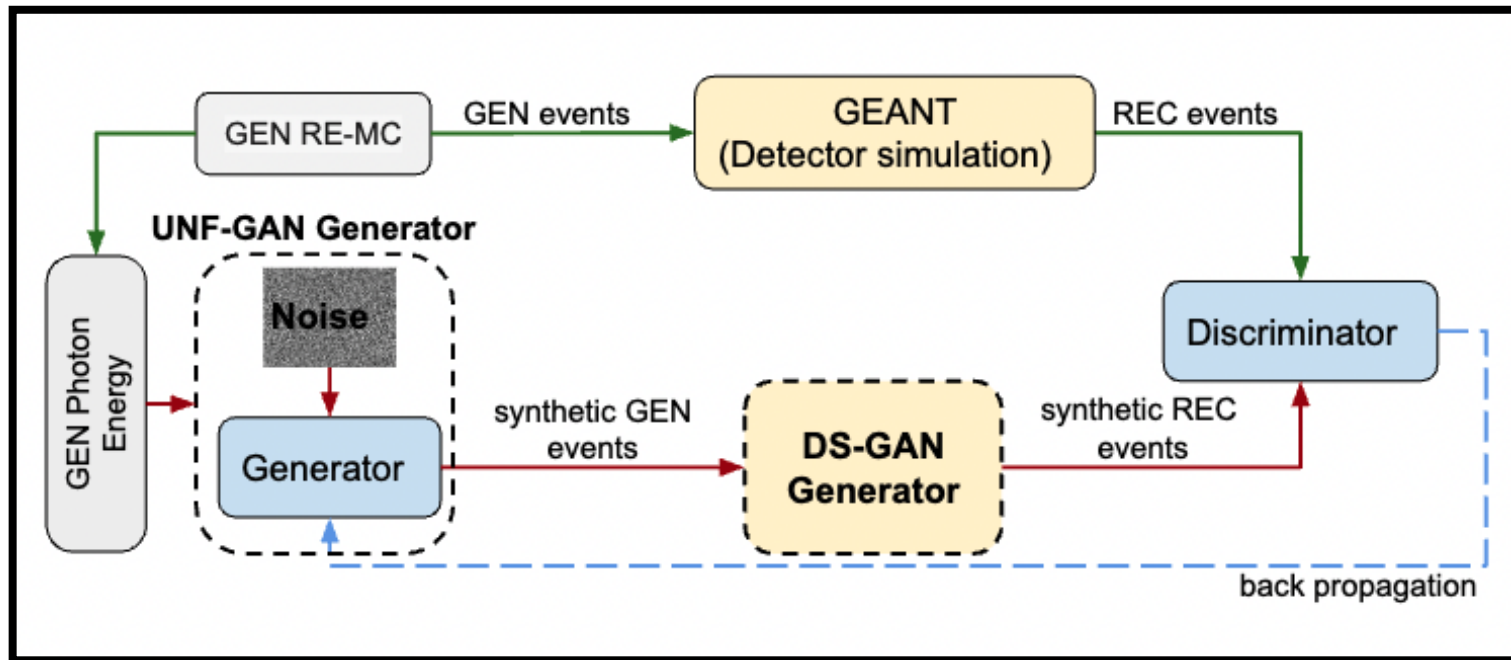 GEN RE-MC
GEN events
GEANT
(Detector simulation)
REC events
UNF-GAN Generator
GEN Photon
Energy
Noise
Generator
synthetic GEN
events
DS-GAN
Generator
synthetic REC
events
Discriminator
back propagation